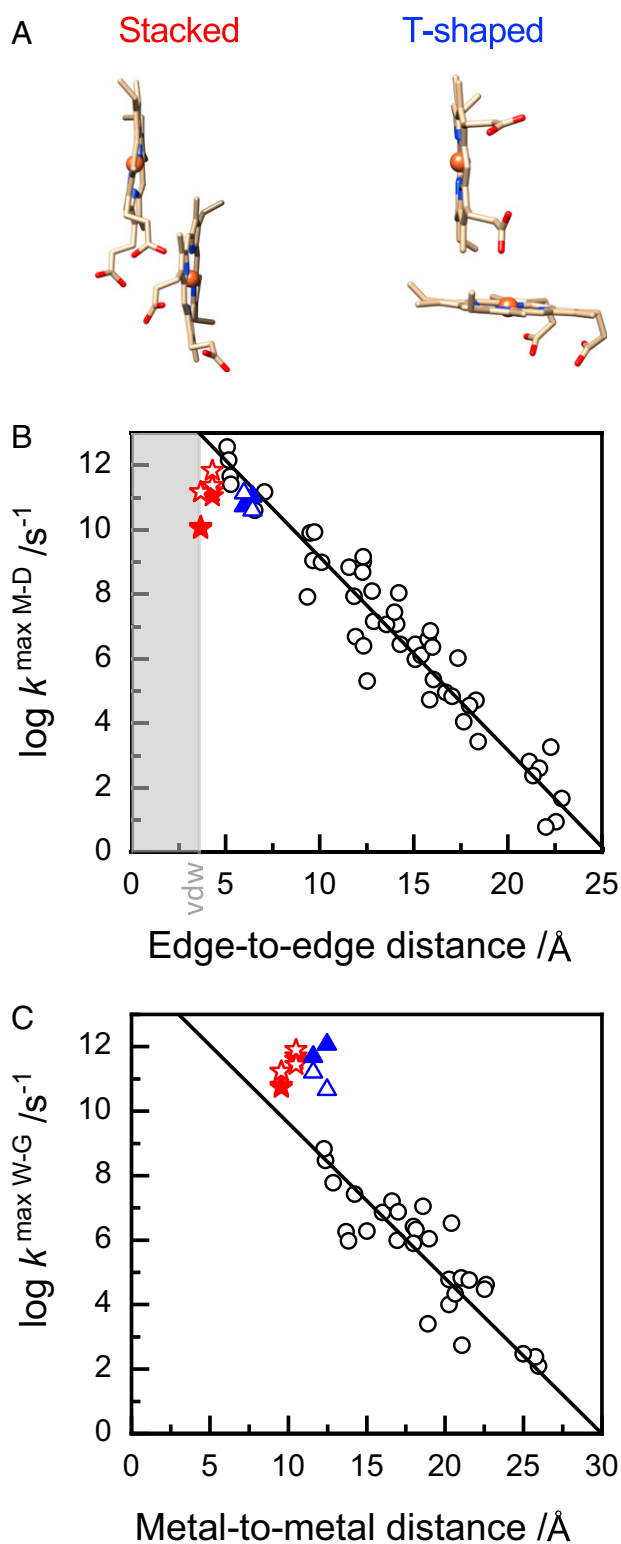 A
Stacked
T-shaped
B
log k max M-D /s-1
12
10
8
6
4
2
0
0 5 10 15 20 25
vdw
Edge-to-edge distance /Å
C
log k max W-G /s-1
12
10
8
6
4
2
0
0 5 10 15 20 25 30
Metal-to-metal distance /Å